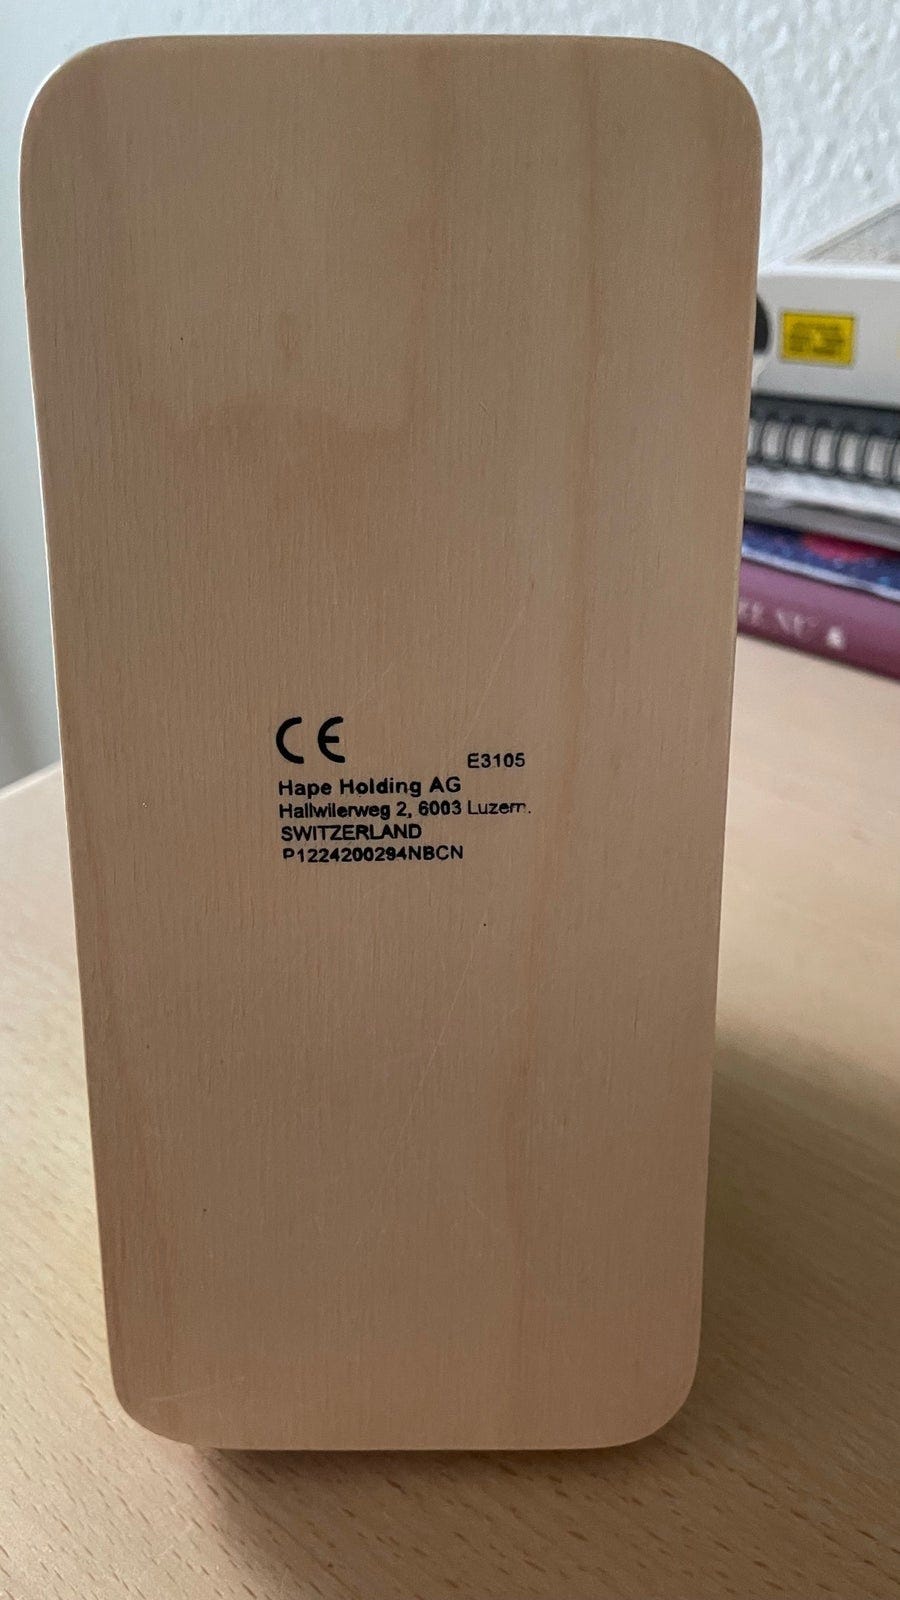 CE
E3105
Hape Holding AG
Hallwilerweg 2, 6003 Luzern.
SWITZERLAND
P1224200294NBCN